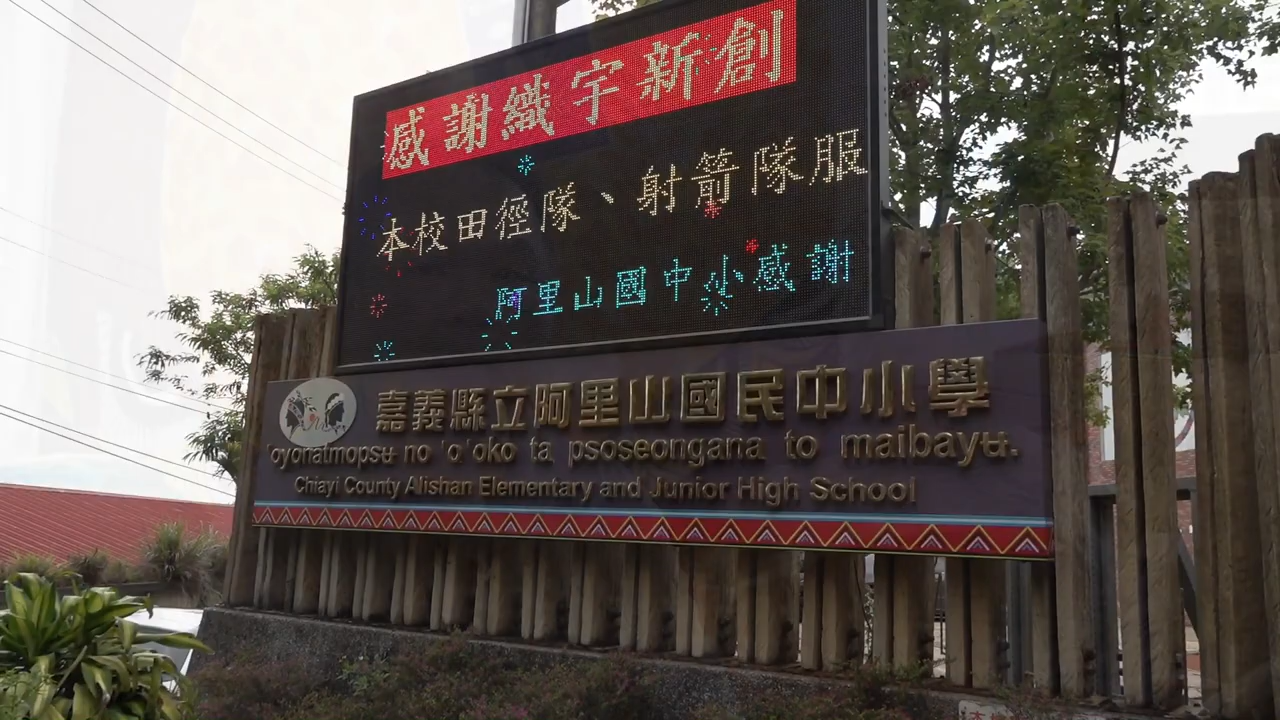 感謝織宇新創
本校田徑隊、射箭隊服
阿里山國中小感謝
嘉義縣立阿里山國民中小學
'oyonatmopsʉ no 'o'oko ta psoseongana to maibayʉ.
Chiayi County Alishan Elementary and Junior High School